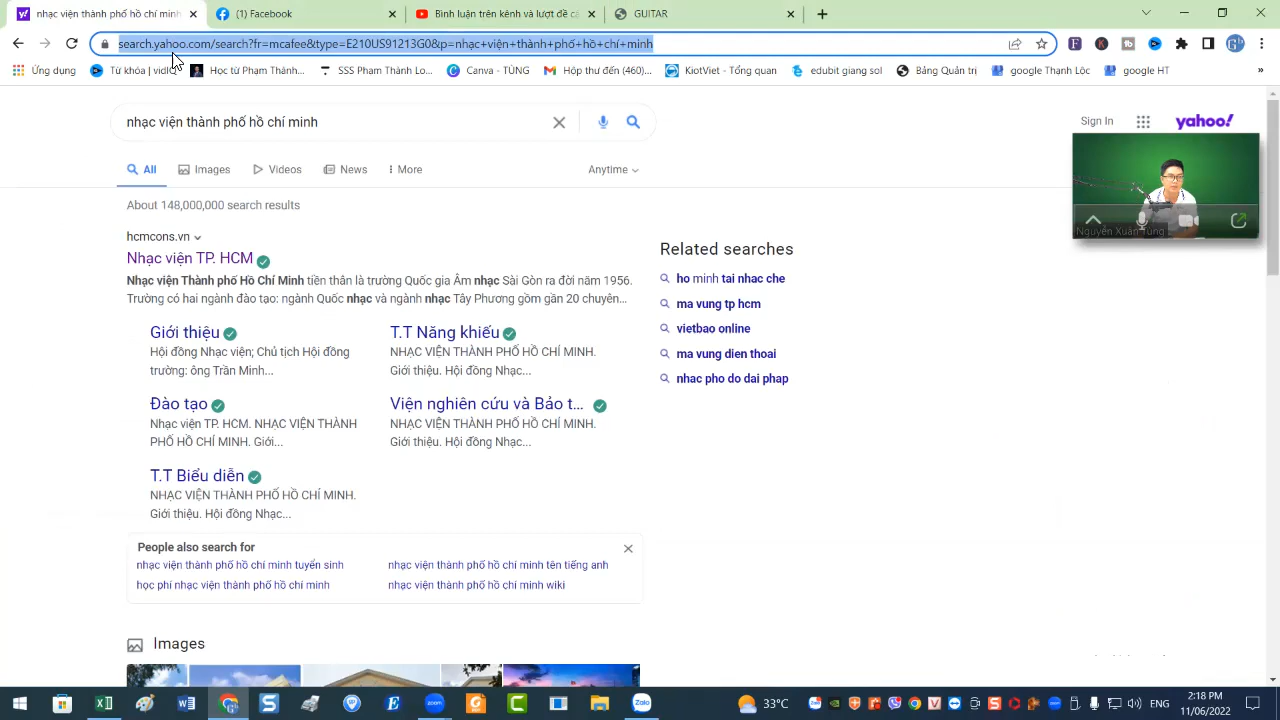 nhạc viện thành phố hồ chí minh
(1) Facebook
Bình luận tiên kênh và lượt đề cậ
GUITAR
search.yahoo.com/search?fr=mcafee&type=E210US91213G0&p=nhạc+viện+thành+phố+hồ+chí+minh
Ứng dụng
Từ khóa | vidIQ
Học từ Phạm Thành...
SSS Pham Thành Lo...
Canva - TÙNG
Hộp thư đến (460)...
KiotViet - Tổng quan
edubit giang sol
Bảng Quản trị
google Thanh Lộc
google HT
»
nhạc viện thành phố hồ chí minh
Sign In
yahoo!
All
Images
Videos
News
More
Anytime
Nguyễn Xuân Tùng
About 148,000,000 search results
hcmcons.vn
Nhạc viện TP. HCM
Nhạc viện Thành phố Hồ Chí Minh tiền thân là trường Quốc gia Âm nhạc Sài Gòn ra đời năm 1956.
Trường có hai ngành đào tạo: ngành Quốc nhạc và ngành nhạc Tây Phương gồm gần 20 chuyên...
Giới thiệu
Hội đồng Nhạc viện; Chủ tịch Hội đồng
trường: ông Trần Minh...
T.T Năng khiếu
NHẠC VIỆN THÀNH PHỐ HỒ CHÍ MINH.
Giới thiệu. Hội đồng Nhạc...
Đào tạo
Nhạc viện TP. HCM. NHẠC VIỆN THÀNH
PHỐ HỒ CHÍ MINH. Giới...
Viện nghiên cứu và Bảo t...
NHẠC VIỆN THÀNH PHỐ HỒ CHÍ MINH.
Giới thiệu. Hội đồng Nhạc...
T.T Biểu diễn
NHẠC VIỆN THÀNH PHỐ HỒ CHÍ MINH.
Giới thiệu. Hội đồng Nhạc...
People also search for
nhạc viện thành phố hồ chí minh tuyển sinh
nhạc viện thành phố hồ chí minh tên tiếng anh
học phí nhạc viện thành phố hồ chí minh
nhạc viện thành phố hồ chí minh wiki
Images
Related searches
ho minh tai nhac che
ma vung tp hcm
vietbao online
ma vung dien thoai
nhac pho do dai phap
33°C
2:18 PM
11/06/2022